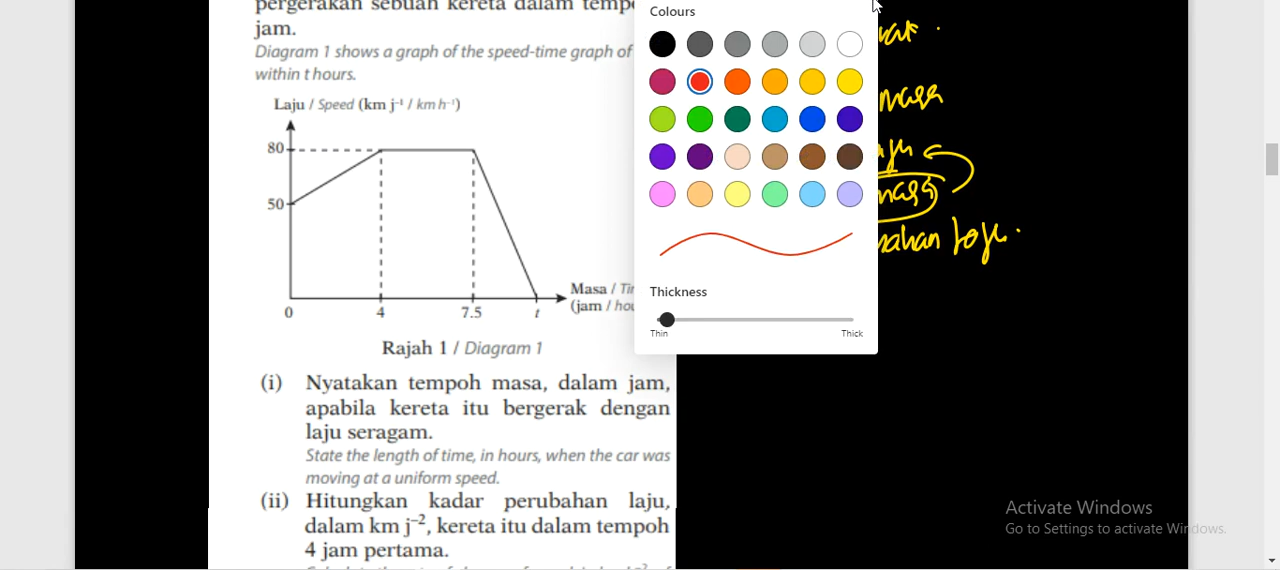 pergerakan sebuah kereta dalam temp
jam.
Diagram 1 shows a graph of the speed-time graph of
within t hours.
Laju / Speed (km j⁻¹ / km h⁻¹)
80
50
0 4 7.5 t
Masa / Ti
(jam / ho
Rajah 1 / Diagram 1
(i) Nyatakan tempoh masa, dalam jam,
apabila kereta itu bergerak dengan
laju seragam.
State the length of time, in hours, when the car was
moving at a uniform speed.
(ii) Hitungkan kadar perubahan laju,
dalam km j⁻², kereta itu dalam tempoh
4 jam pertama.
Colours
Thickness
Thin Thick
masa
masa
Activate Windows
Go to Settings to activate Windows.